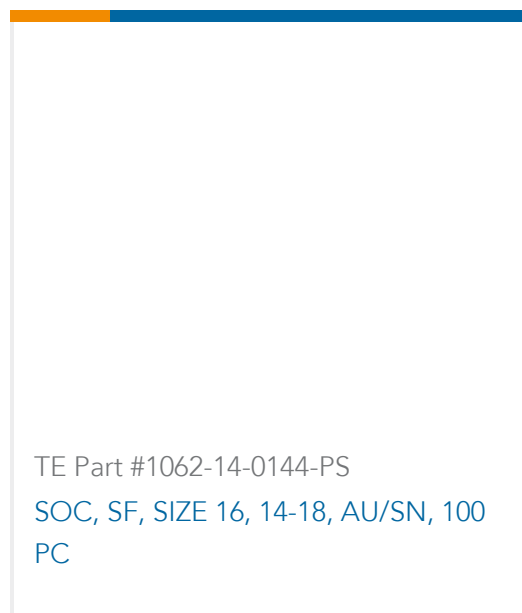 TE Part #1062-14-0144-PS
SOC, SF, SIZE 16, 14-18, AU/SN, 100
PC